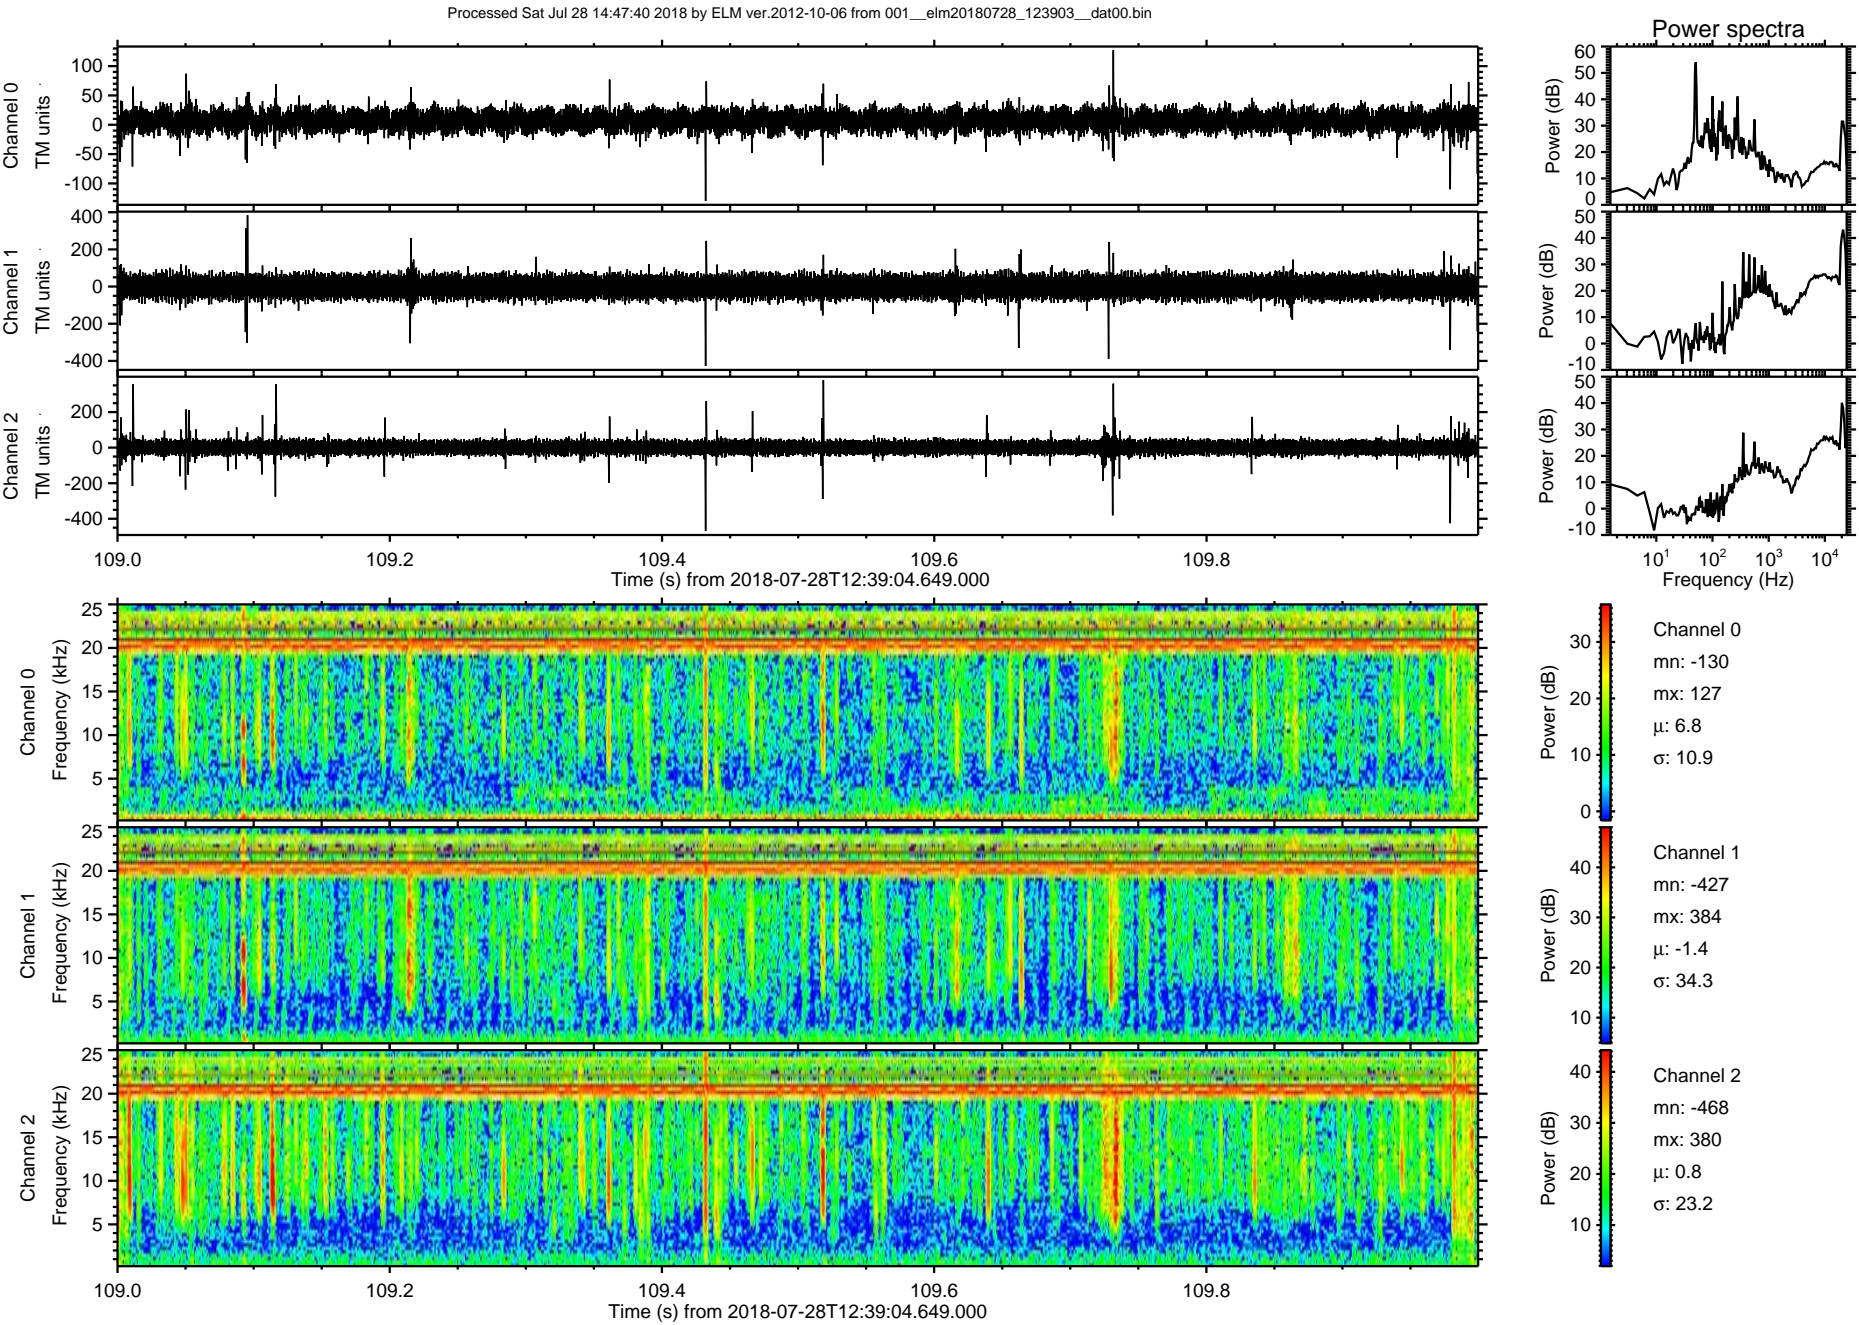 Processed Sat Jul 28 14:47:40 2018 by ELM ver.2012-10-06 from 001__elm20180728_123903__dat00.bin
Power spectra
Channel 0
TM units
100
50
0
-50
-100
Power (dB)
60
50
40
30
20
10
0
Channel 1
TM units
400
200
0
-200
-400
Power (dB)
50
40
30
20
10
0
-10
Channel 2
TM units
200
0
-200
-400
Power (dB)
50
40
30
20
10
0
-10
109.0 109.2 109.4 109.6 109.8
Time (s) from 2018-07-28T12:39:04.649.000
10^1 10^2 10^3 10^4
Frequency (Hz)
Channel 0
Frequency (kHz)
25
20
15
10
5
Power (dB)
30
20
10
0
Channel 0
mn: -130
mx: 127
μ: 6.8
σ: 10.9
Channel 1
Frequency (kHz)
25
20
15
10
5
Power (dB)
40
30
20
10
Channel 1
mn: -427
mx: 384
μ: -1.4
σ: 34.3
Channel 2
Frequency (kHz)
25
20
15
10
5
Power (dB)
40
30
20
10
Channel 2
mn: -468
mx: 380
μ: 0.8
σ: 23.2
109.0 109.2 109.4 109.6 109.8
Time (s) from 2018-07-28T12:39:04.649.000